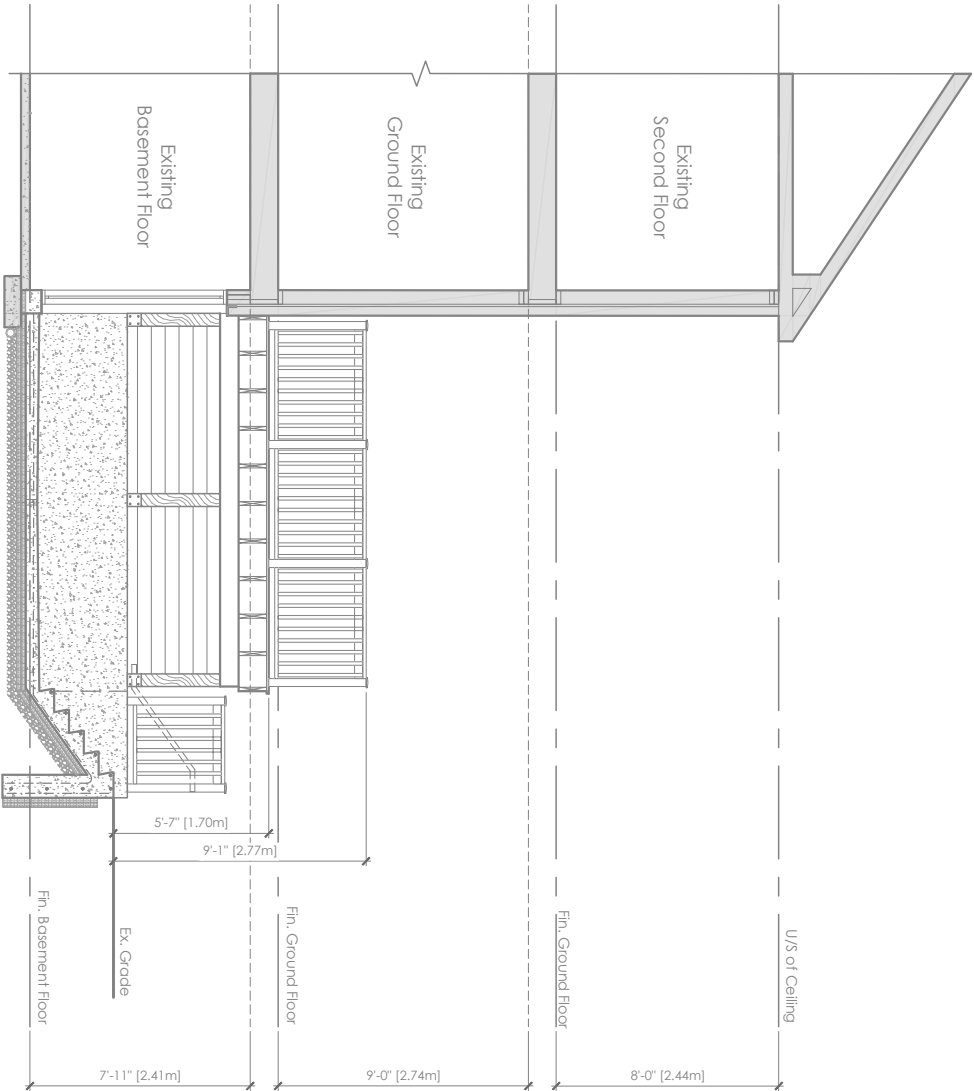 Existing
Basement Floor
Existing
Ground Floor
Existing
Second Floor
5'-7" [1.70m]
9'-1" [2.77m]
Fin. Basement Floor
Ex. Grade
Fin. Ground Floor
Fin. Ground Floor
U/S of Ceiling
7'-11" [2.41m]
9'-0" [2.74m]
8'-0" [2.44m]